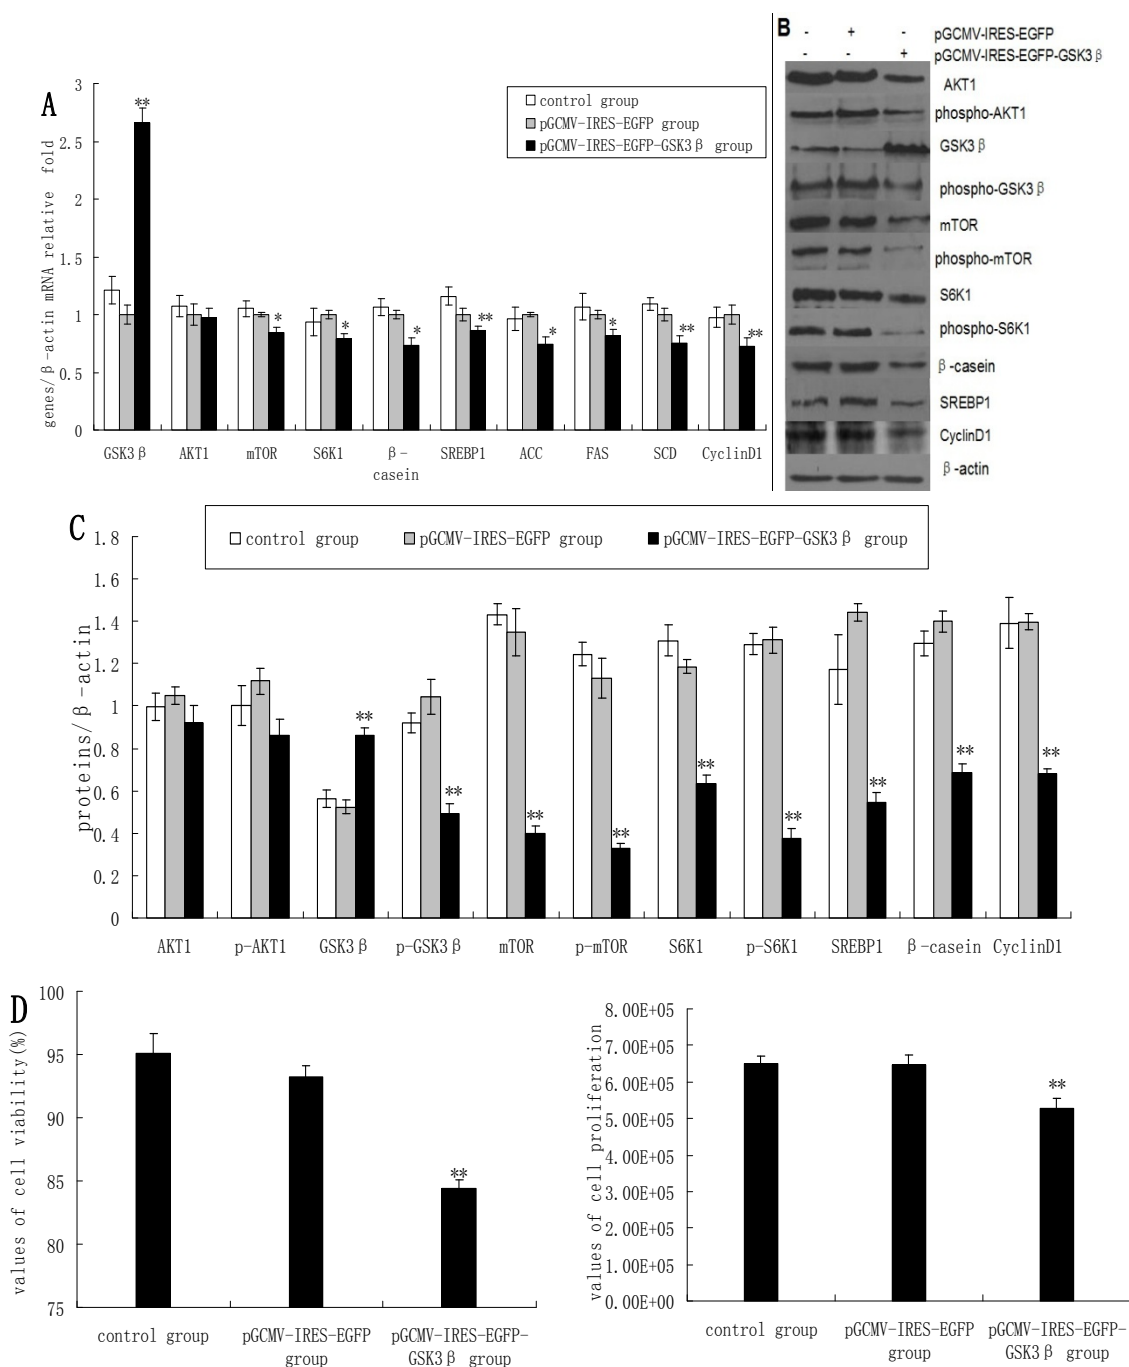 A
genes/β-actin mRNA relative fold
3
2.5
2
1.5
1
0.5
0
control group
pGCMV-IRES-EGFP group
pGCMV-IRES-EGFP-GSK3β group
**
*
*
*
**
*
*
**
**
GSK3β AKT1 mTOR S6K1 β-casein SREBP1 ACC FAS SCD CyclinD1
B
- + - pGCMV-IRES-EGFP
- - + pGCMV-IRES-EGFP-GSK3β
AKT1
phospho-AKT1
GSK3β
phospho-GSK3β
mTOR
phospho-mTOR
S6K1
phospho-S6K1
β-casein
SREBP1
CyclinD1
β-actin
C
control group pGCMV-IRES-EGFP group pGCMV-IRES-EGFP-GSK3β group
proteins/β-actin
1.8
1.6
1.4
1.2
1
0.8
0.6
0.4
0.2
0
**
**
**
**
**
**
**
**
**
AKT1 p-AKT1 GSK3β p-GSK3β mTOR p-mTOR S6K1 p-S6K1 SREBP1 β-casein CyclinD1
D
values of cell viability(%)
100
95
90
85
80
75
**
control group pGCMV-IRES-EGFP group pGCMV-IRES-EGFP-GSK3β group
values of cell proliferation
8.00E+05
7.00E+05
6.00E+05
5.00E+05
4.00E+05
3.00E+05
2.00E+05
1.00E+05
0.00E+00
**
control group pGCMV-IRES-EGFP group pGCMV-IRES-EGFP-GSK3β group